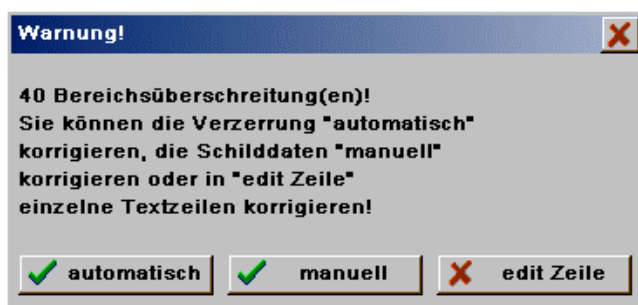 Warnung!
40 Bereichsüberschreitung(en)!
Sie können die Verzerrung "automatisch"
korrigieren, die Schilddaten "manuell"
korrigieren oder in "edit Zeile"
einzelne Textzeilen korrigieren!
automatisch manuell edit Zeile